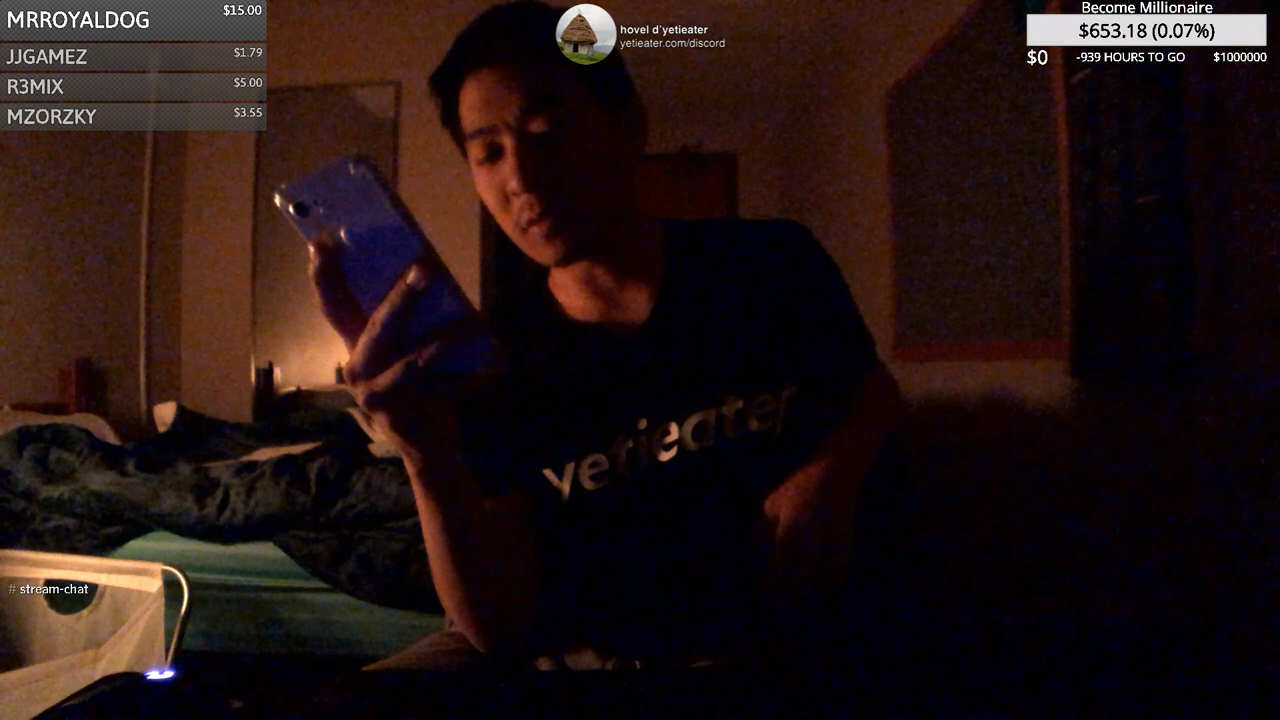 MRROYALDOG $15.00
JJGAMEZ $1.79
R3MIX $5.00
MZORZKY $3.55
hovel d'yetieater
yetieater.com/discord
Become Millionaire
$653.18 (0.07%)
$0 -939 HOURS TO GO $1000000
yetieater
# stream-chat